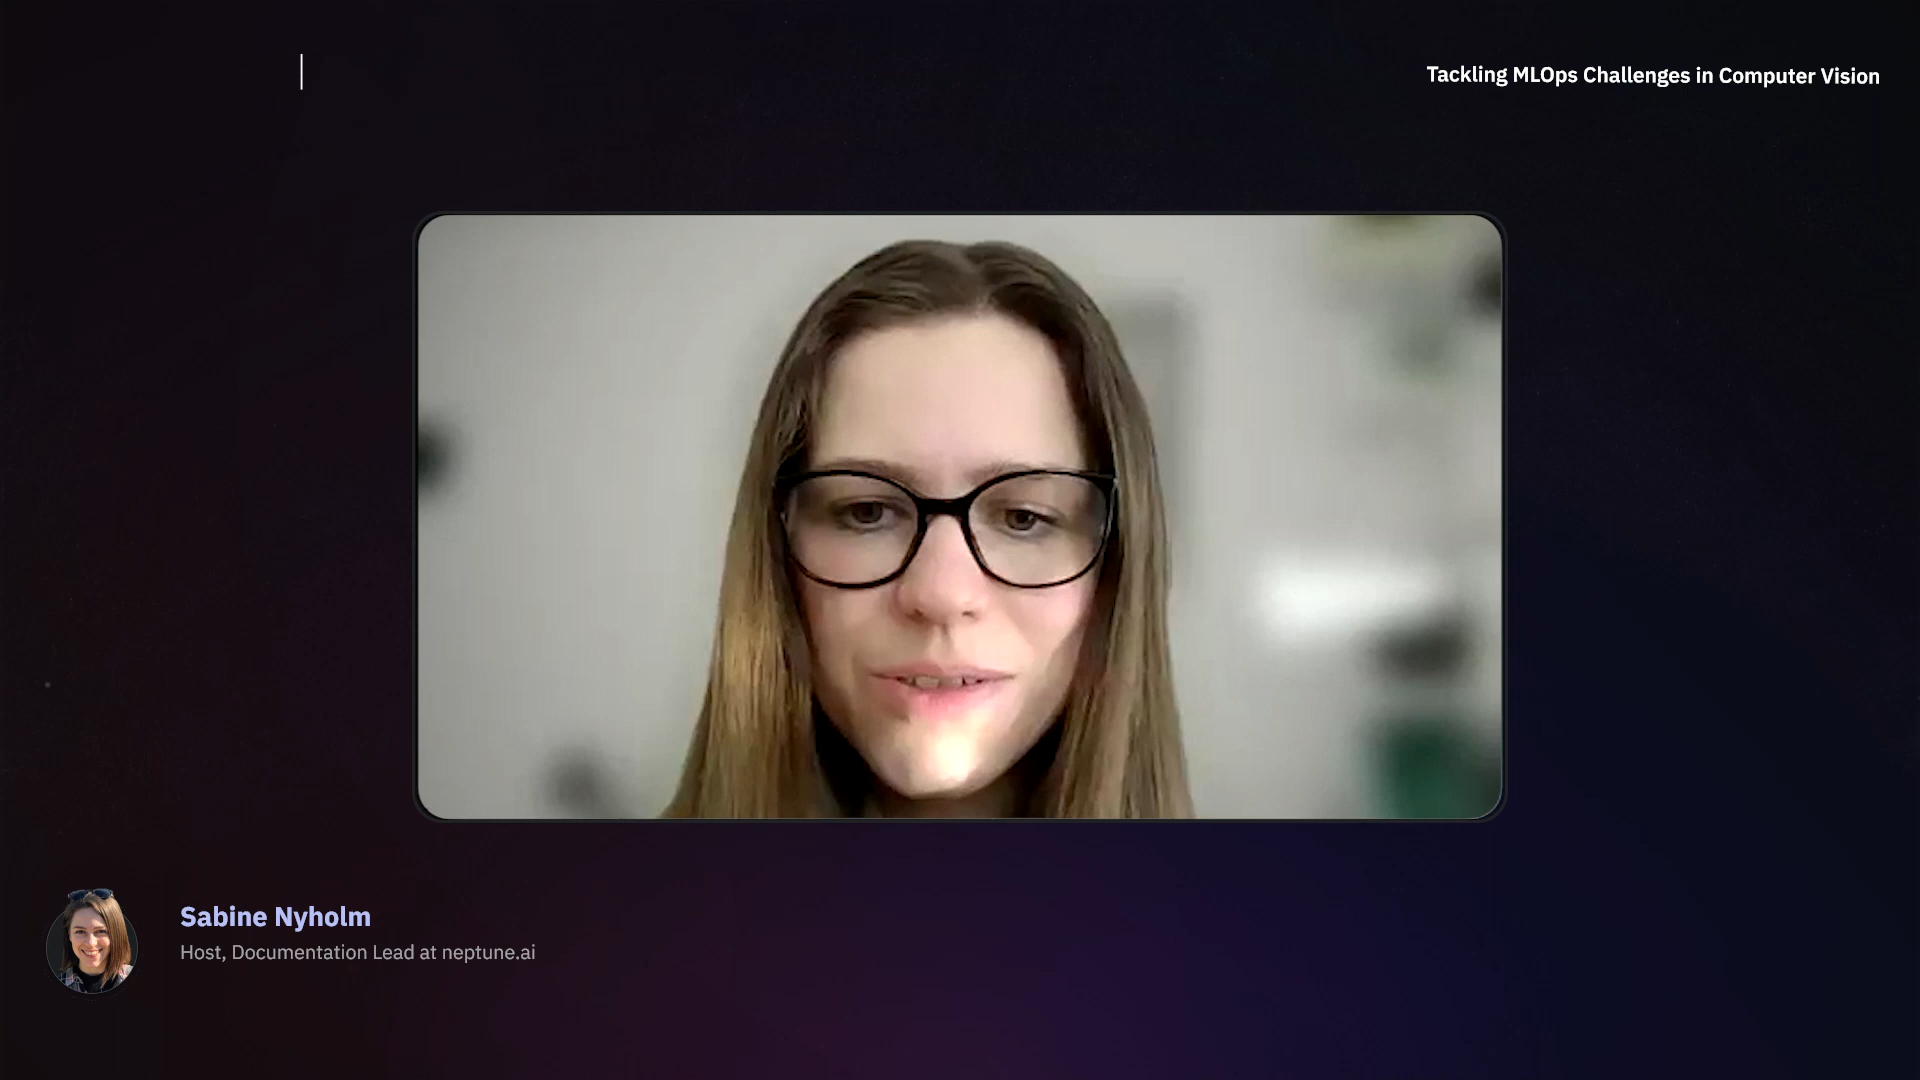 Tackling MLOps Challenges in Computer Vision
Sabine Nyholm
Host, Documentation Lead at neptune.ai